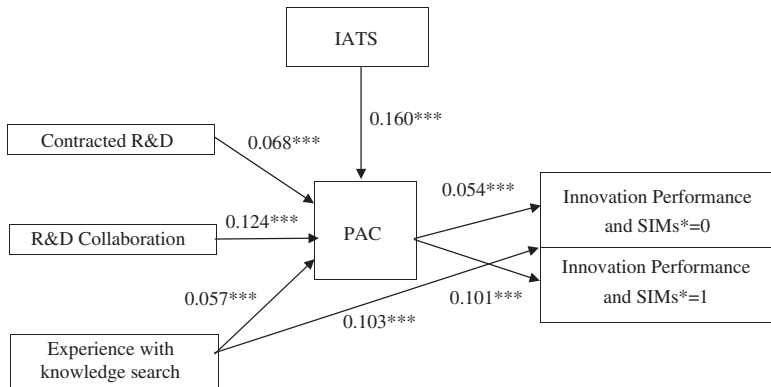 IATS
0.160***
Contracted R&D
0.068***
0.054***
Innovation Performance
and SIMs*=0
R&D Collaboration
0.124***
PAC
Innovation Performance
and SIMs*=1
0.057***
0.101***
0.103***
Experience with
knowledge search